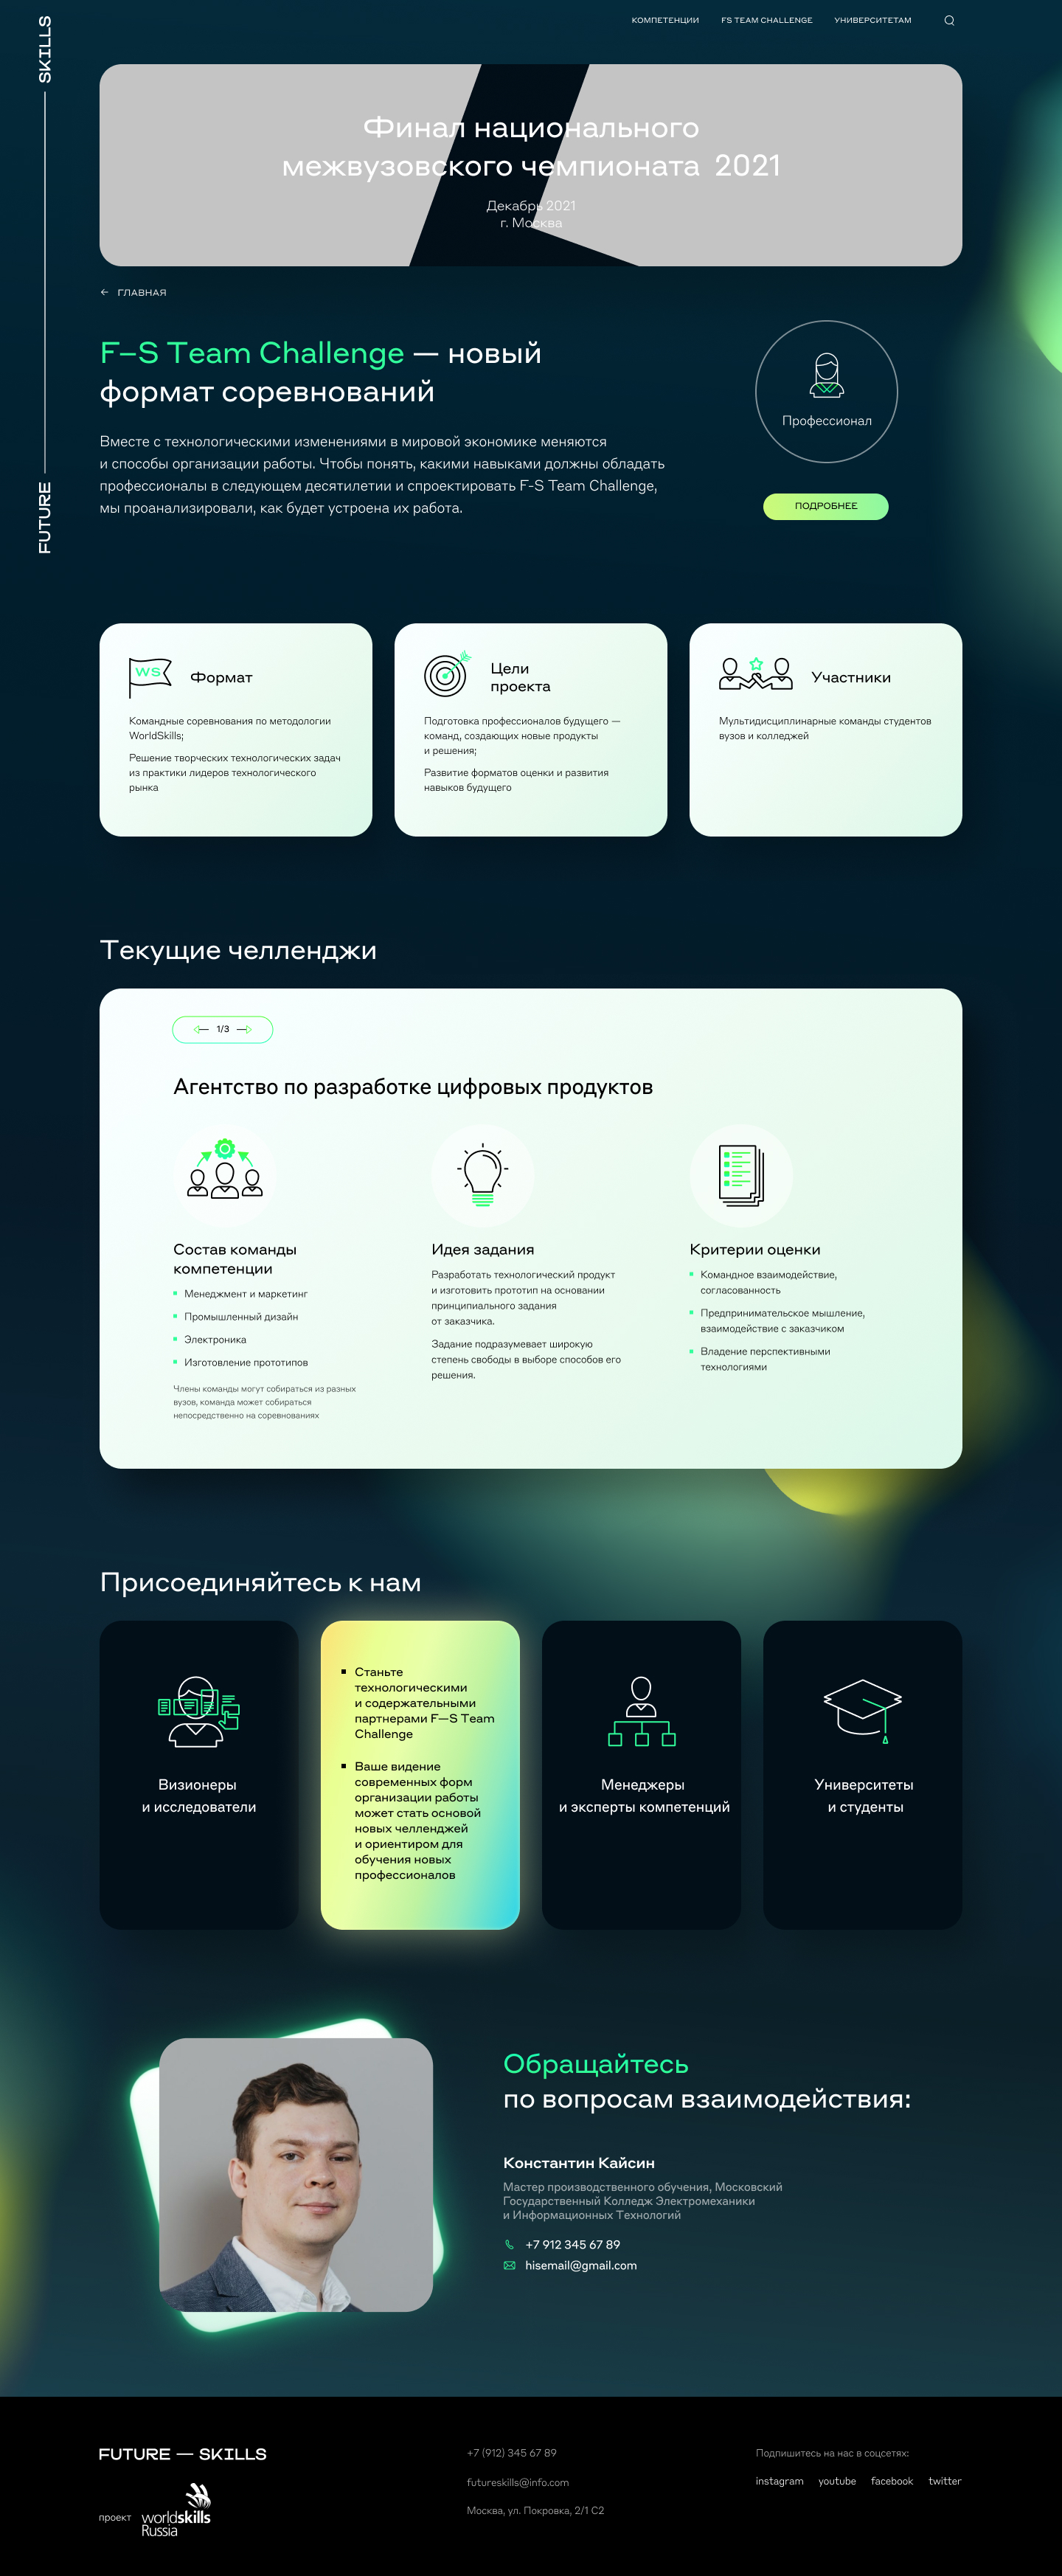 КОМПЕТЕНЦИИ FS TEAM CHALLENGE УНИВЕРСИТЕТАМ
FUTURE — SKILLS
Финал национального
межвузовского чемпионата 2021
Декабрь 2021
г. Москва
← ГЛАВНАЯ
F–S Team Challenge — новый
формат соревнований
Вместе с технологическими изменениями в мировой экономике меняются
и способы организации работы. Чтобы понять, какими навыками должны обладать
профессионалы в следующем десятилетии и спроектировать F-S Team Challenge,
мы проанализировали, как будет устроена их работа.
Профессионал
ПОДРОБНЕЕ
WS
Формат
Командные соревнования по методологии
WorldSkills;
Решение творческих технологических задач
из практики лидеров технологического
рынка
Цели
проекта
Подготовка профессионалов будущего —
команд, создающих новые продукты
и решения;
Развитие форматов оценки и развития
навыков будущего
Участники
Мультидисциплинарные команды студентов
вузов и колледжей
Текущие челленджи
1/3
Агентство по разработке цифровых продуктов
Состав команды
компетенции
Менеджмент и маркетинг
Промышленный дизайн
Электроника
Изготовление прототипов
Члены команды могут собираться из разных
вузов, команда может собираться
непосредственно на соревнованиях
Идея задания
Разработать технологический продукт
и изготовить прототип на основании
принципиального задания
от заказчика.
Задание подразумевает широкую
степень свободы в выборе способов его
решения.
Критерии оценки
Командное взаимодействие,
согласованность
Предпринимательское мышление,
взаимодействие с заказчиком
Владение перспективными
технологиями
Присоединяйтесь к нам
Визионеры
и исследователи
Станьте
технологическими
и содержательными
партнерами F—S Team
Challenge
Ваше видение
современных форм
организации работы
может стать основой
новых челленджей
и ориентиром для
обучения новых
профессионалов
Менеджеры
и эксперты компетенций
Университеты
и студенты
Обращайтесь
по вопросам взаимодействия:
Константин Кайсин
Мастер производственного обучения, Московский
Государственный Колледж Электромеханики
и Информационных Технологий
+7 912 345 67 89
hisemail@gmail.com
FUTURE — SKILLS
проект
worldskills
Russia
+7 (912) 345 67 89
futureskills@info.com
Москва, ул. Покровка, 2/1 С2
Подпишитесь на нас в соцсетях:
instagram youtube facebook twitter